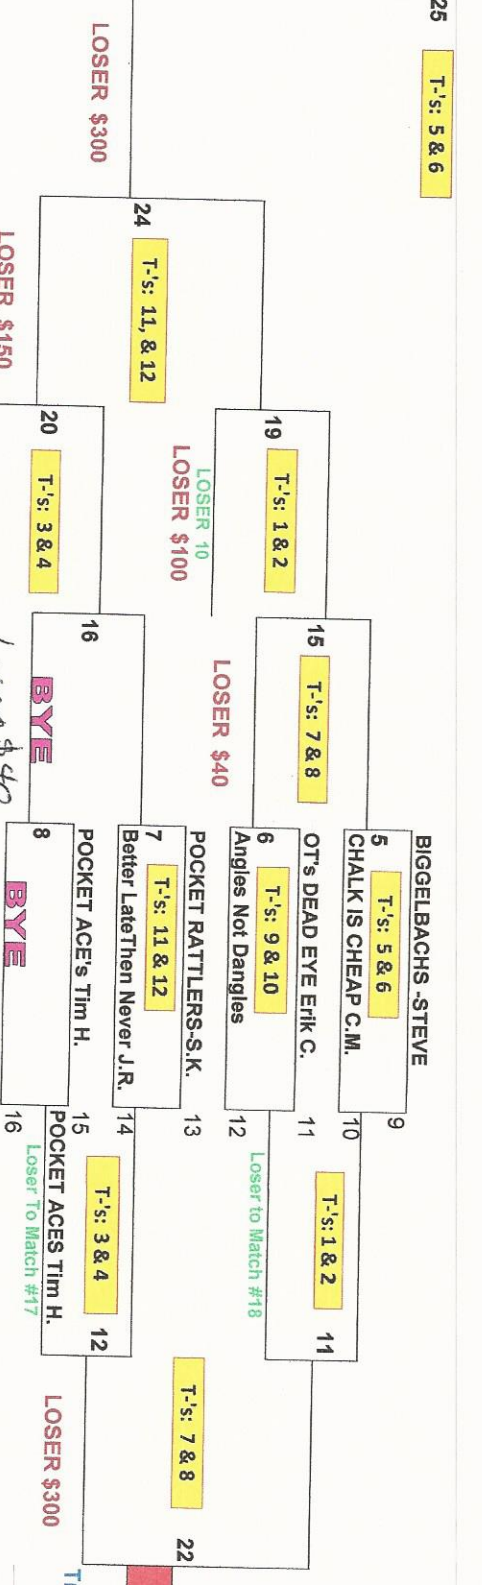 25
T-'s: 5 & 6
BIGGELBACHS -STEVE
9
5
T-'s: 5 & 6
CHALK IS CHEAP C.M.
10
T-'s: 1 & 2
11
15
T-'s: 7 & 8
OT's DEAD EYE Erik C.
11
6
T-'s: 9 & 10
Angles Not Dangles
12
Loser to Match #18
19
T-'s: 1 & 2
LOSER $40
LOSER 10
LOSER $100
POCKET RATTLERS-S.K.
13
T-'s: 7 & 8
22
7
T-'s: 11 & 12
Better LateThen Never J.R.
14
24
T-'s: 11, & 12
LOSER $300
16
POCKET ACE's Tim H.
15
T-'s: 3 & 4
12
20
T-'s: 3 & 4
BYE
8
POCKET ACES Tim H.
LOSER $300
Loser To Match #17
BYE
16
LOSER $150